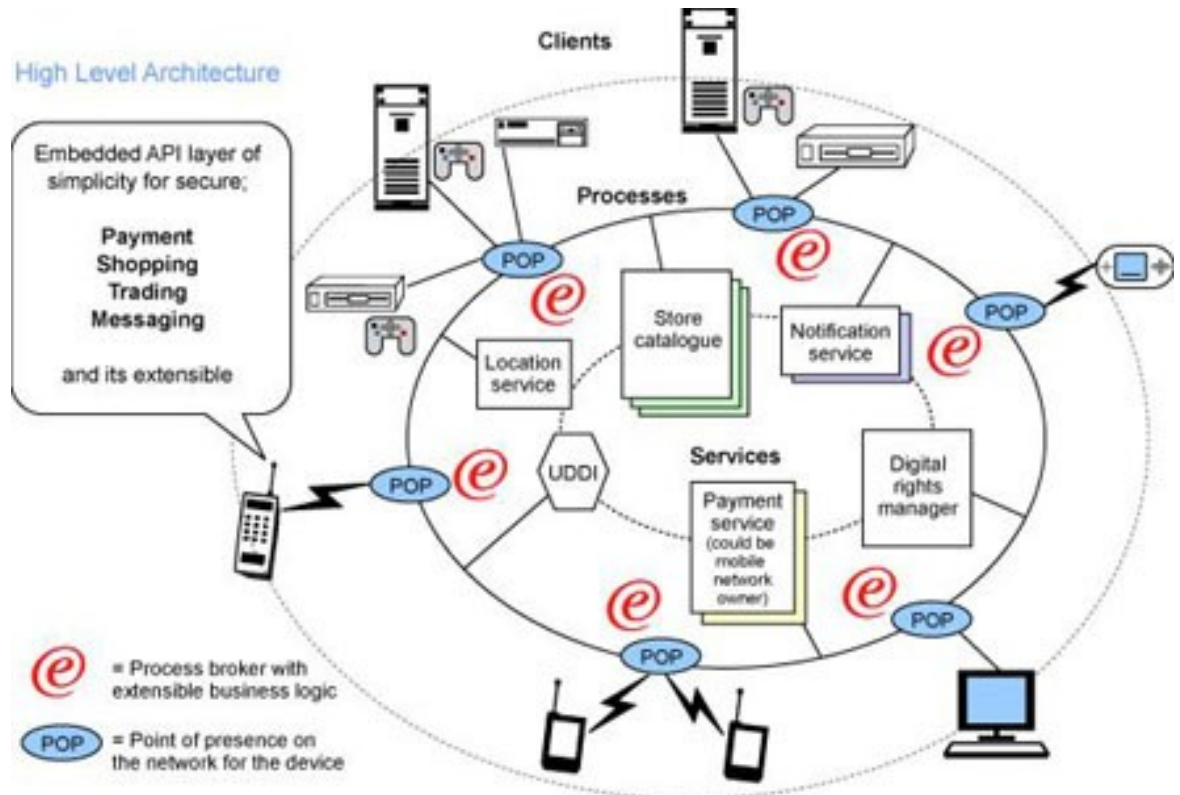 High Level Architecture
Clients
Embedded API layer of
simplicity for secure;
Payment
Shopping
Trading
Messaging
and its extensible
Processes
POP
POP
POP
POP
POP
POP
e
e
e
e
e
e
Location
service
Store
catalogue
Notification
service
UDDI
Services
Payment
service
(could be
mobile
network
owner)
Digital
rights
manager
e
= Process broker with
extensible business logic
POP
= Point of presence on
the network for the device